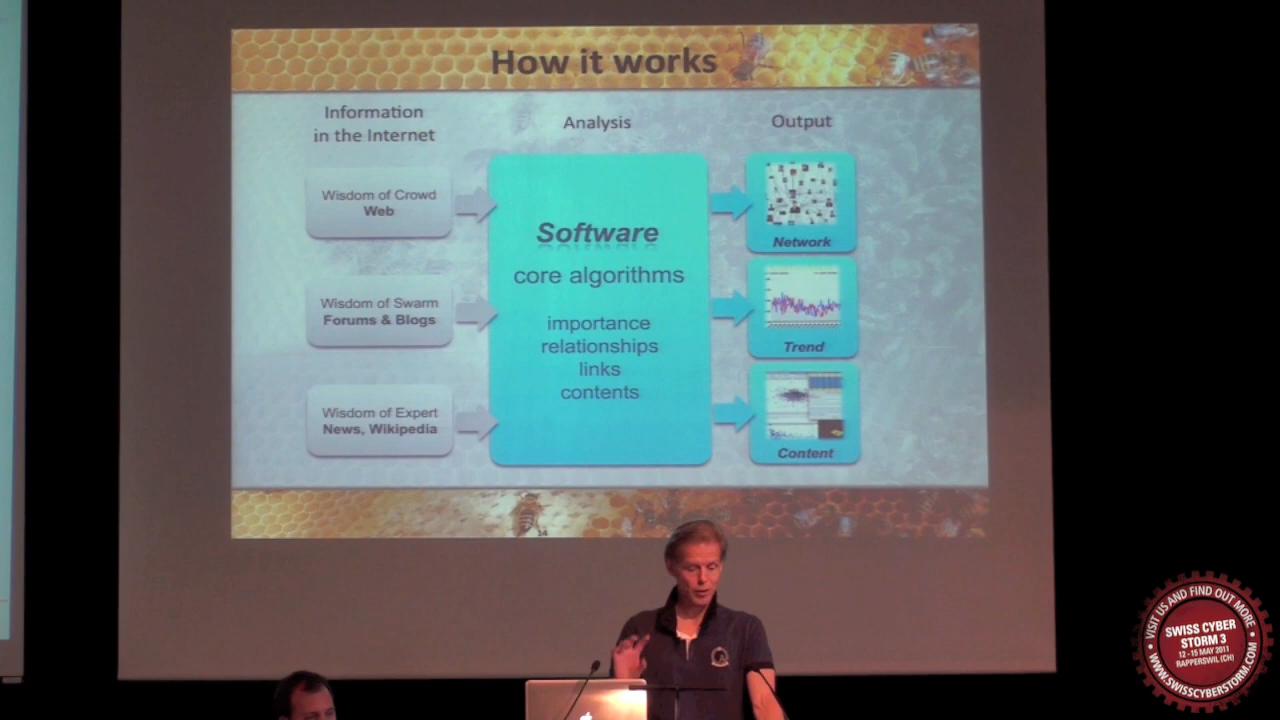 How it works
Information
in the Internet
Analysis
Output
Wisdom of Crowd
Web
Wisdom of Swarm
Forums & Blogs
Wisdom of Expert
News, Wikipedia
Software
core algorithms
importance
relationships
links
contents
Network
Trend
Content
14
VISIT US AND FIND OUT MORE
SWISS CYBER
STORM 3
12 - 15 MAY 2011
RAPPERSWIL (CH)
WWW.SWISSCYBERSTORM.COM